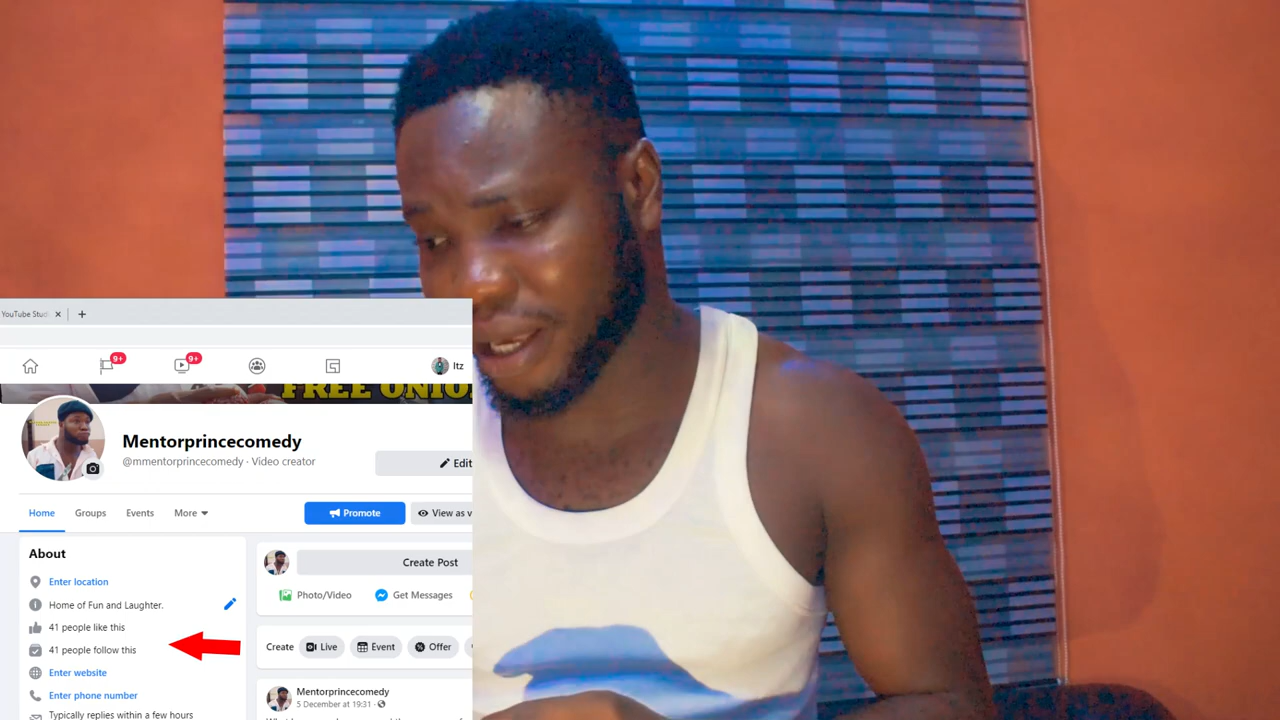 YouTube Stud
9+ 9+ Itz
FREE ONIO
Mentorprincecomedy
@mmentorprincecomedy · Video creator
Edit
Home Groups Events More
Promote View as v
About
Enter location
Home of Fun and Laughter.
41 people like this
41 people follow this
Enter website
Enter phone number
Typically replies within a few hours
Create Post
Photo/Video Get Messages
Create Live Event Offer
Mentorprincecomedy
5 December at 19:31 ·